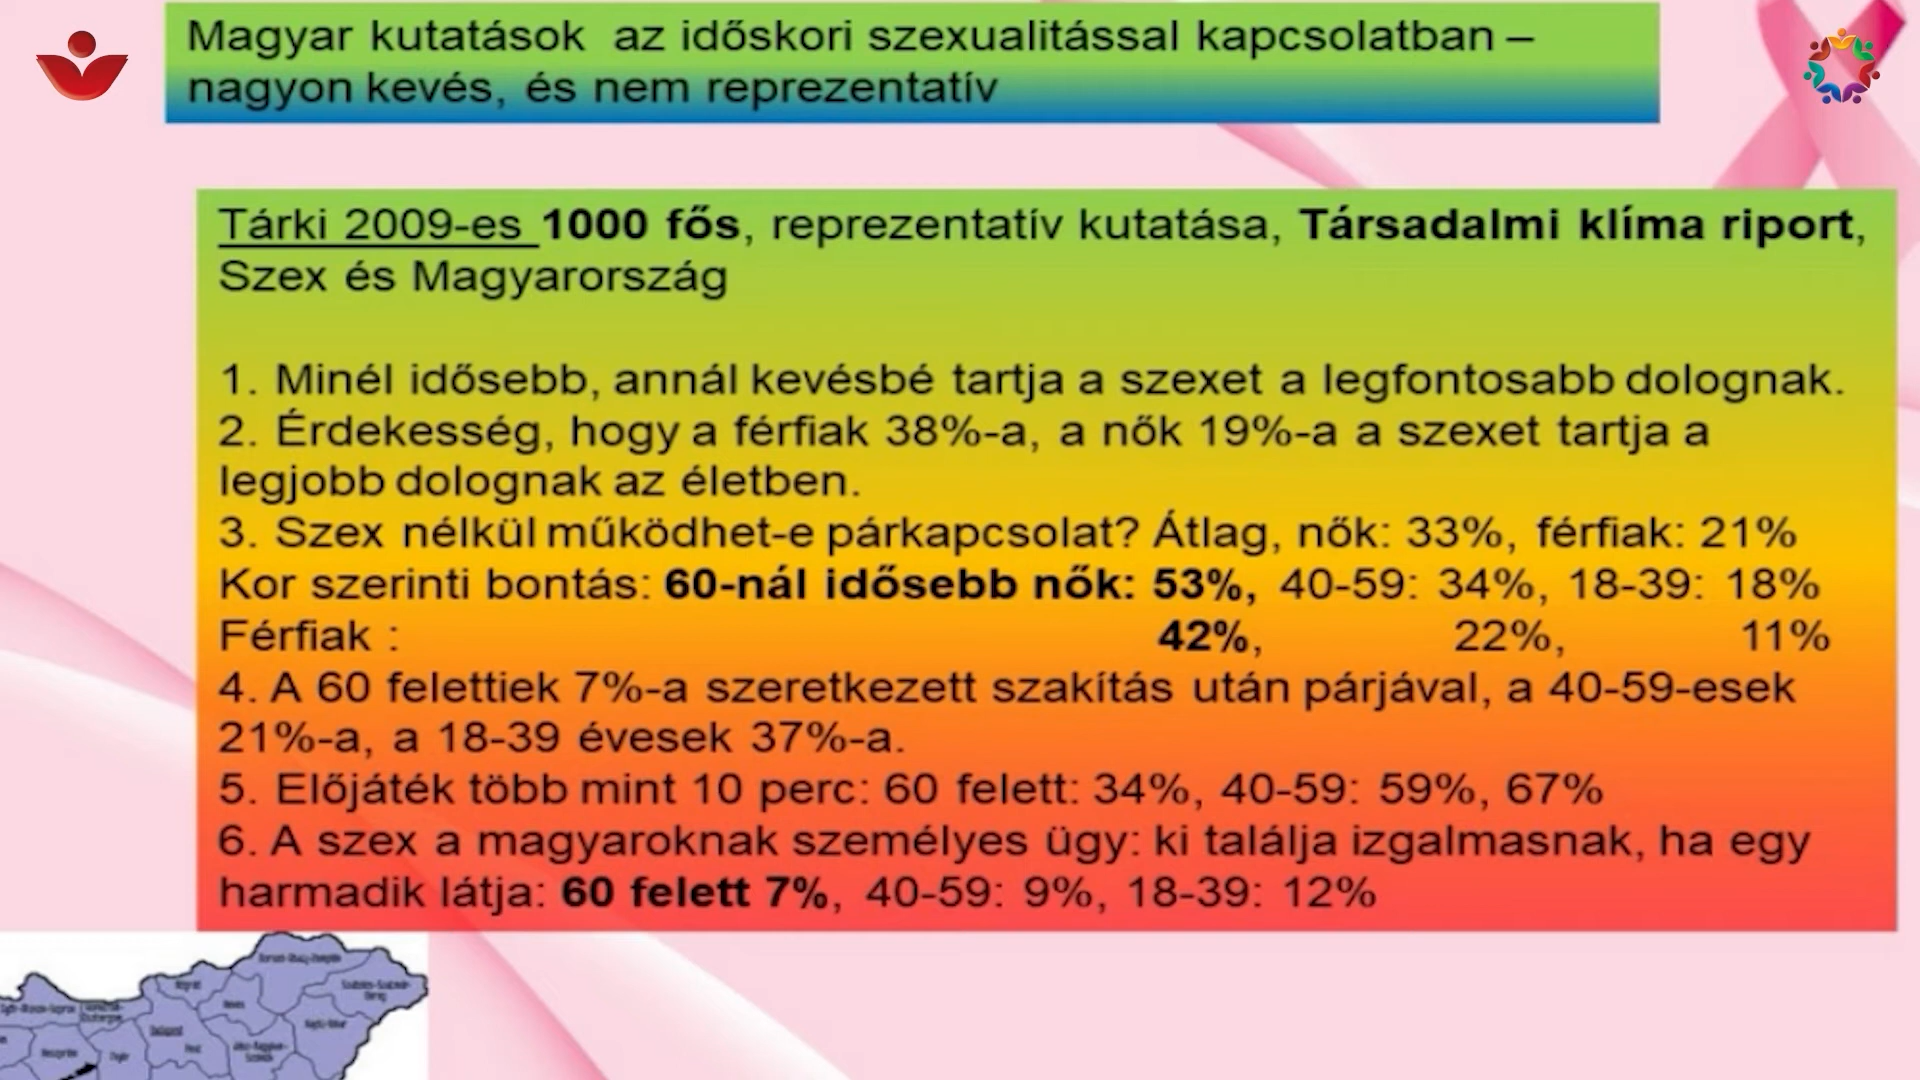 Magyar kutatások az időskori szexualitással kapcsolatban –
nagyon kevés, és nem reprezentatív
Tárki 2009-es 1000 fős, reprezentatív kutatása, Társadalmi klíma riport,
Szex és Magyarország
1. Minél idősebb, annál kevésbé tartja a szexet a legfontosabb dolognak.
2. Érdekesség, hogy a férfiak 38%-a, a nők 19%-a a szexet tartja a
legjobb dolognak az életben.
3. Szex nélkül működhet-e párkapcsolat? Átlag, nők: 33%, férfiak: 21%
Kor szerinti bontás: 60-nál idősebb nők: 53%, 40-59: 34%, 18-39: 18%
Férfiak : 42%, 22%, 11%
4. A 60 felettiek 7%-a szeretkezett szakítás után párjával, a 40-59-esek
21%-a, a 18-39 évesek 37%-a.
5. Előjáték több mint 10 perc: 60 felett: 34%, 40-59: 59%, 67%
6. A szex a magyaroknak személyes ügy: ki találja izgalmasnak, ha egy
harmadik látja: 60 felett 7%, 40-59: 9%, 18-39: 12%